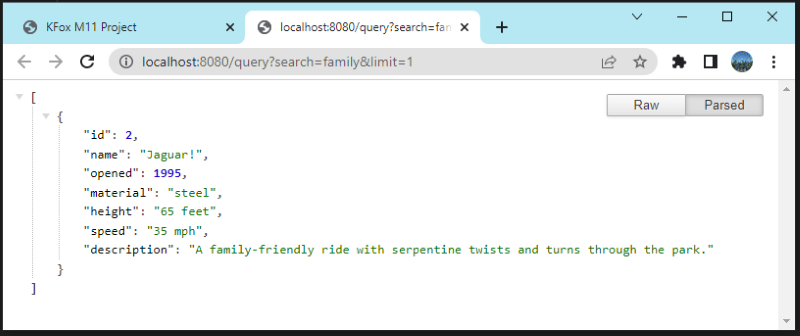 KFox M11 Project
localhost:8080/query?search=fam
localhost:8080/query?search=family&limit=1
Raw
Parsed
[
{
"id": 2,
"name": "Jaguar!",
"opened": 1995,
"material": "steel",
"height": "65 feet",
"speed": "35 mph",
"description": "A family-friendly ride with serpentine twists and turns through the park."
}
]